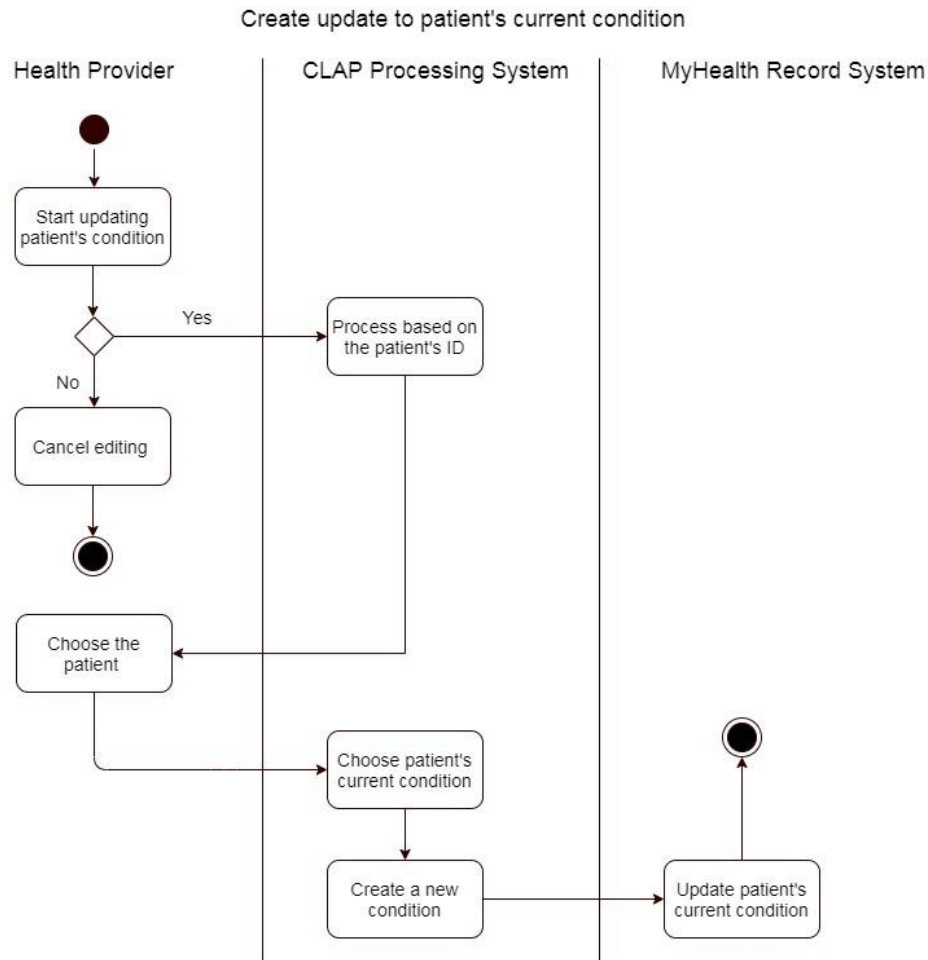 Create update to patient's current condition
Health Provider
CLAP Processing System
MyHealth Record System
Start updating
patient's condition
Yes
Process based on
the patient's ID
No
Cancel editing
Choose the
patient
Choose patient's
current condition
Create a new
condition
Update patient's
current condition